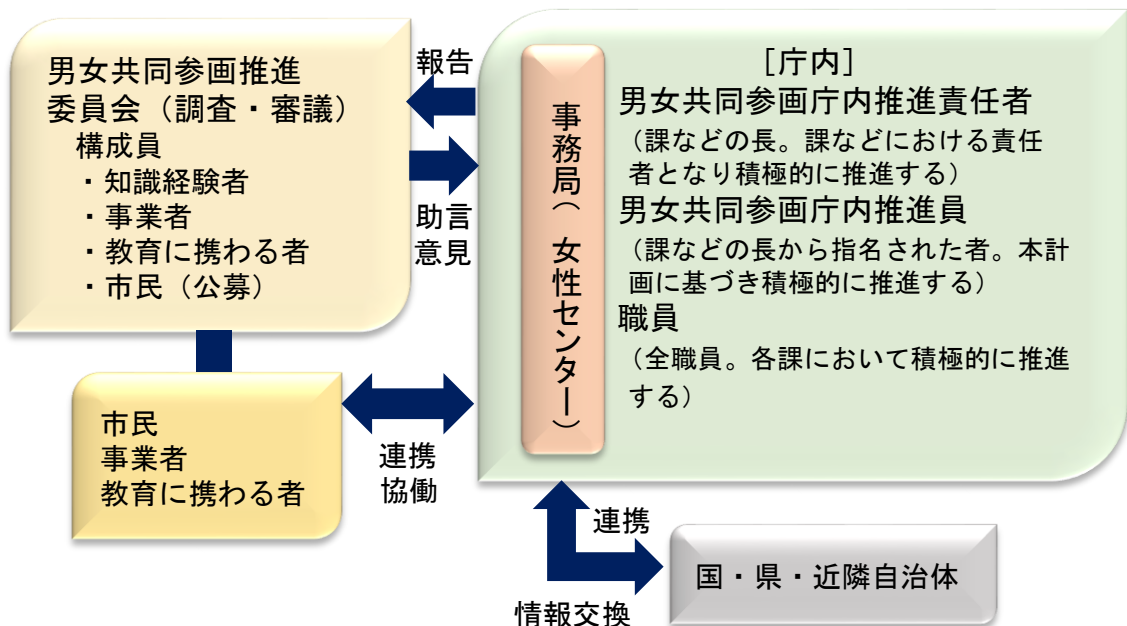 男女共同参画推進
委員会（調査・審議）
構成員
・知識経験者
・事業者
・教育に携わる者
・市民（公募）
報告
助言
意見
事務局（ 女性センター）
［庁内］
男女共同参画庁内推進責任者
（課などの長。課などにおける責任
者となり積極的に推進する）
男女共同参画庁内推進員
（課などの長から指名された者。本計
画に基づき積極的に推進する）
職員
（全職員。各課において積極的に推進
する）
市民
事業者
教育に携わる者
連携
協働
連携
情報交換
国・県・近隣自治体